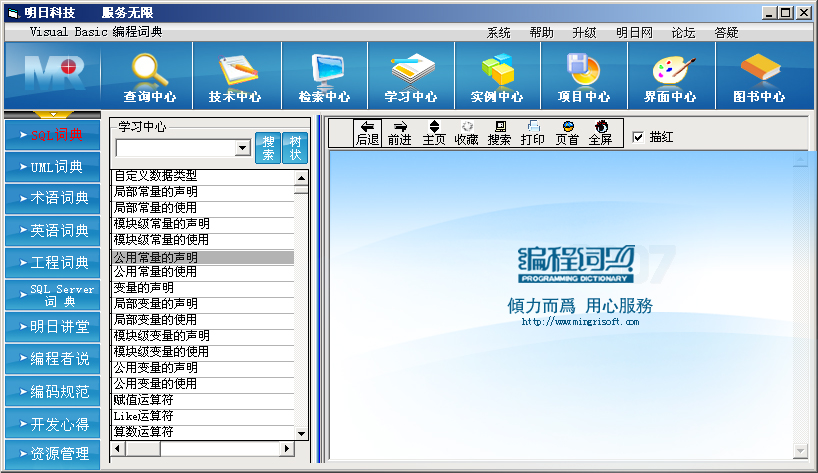 明日科技 服务无限
Visual Basic 编程词典
系统 帮助 升级 明日网 论坛 答疑
MR
查询中心 技术中心 检索中心 学习中心 实例中心 项目中心 界面中心 图书中心
SQL词典
UML词典
术语词典
英语词典
工程词典
SQL Server
词 典
明日讲堂
编程者说
编码规范
开发心得
资源管理
学习中心
搜索
树状
自定义数据类型
局部常量的声明
局部常量的使用
模块级常量的声明
模块级常量的使用
公用常量的声明
公用常量的使用
变量的声明
局部变量的声明
局部变量的使用
模块级变量的声明
模块级变量的使用
公用变量的声明
公用变量的使用
赋值运算符
Like运算符
算数运算符
后退 前进 主页 收藏 搜索 打印 页首 全屏 描红
编程词典 07
PROGRAMMING DICTIONARY
傾力而爲 用心服務
http://www.mingrisoft.com